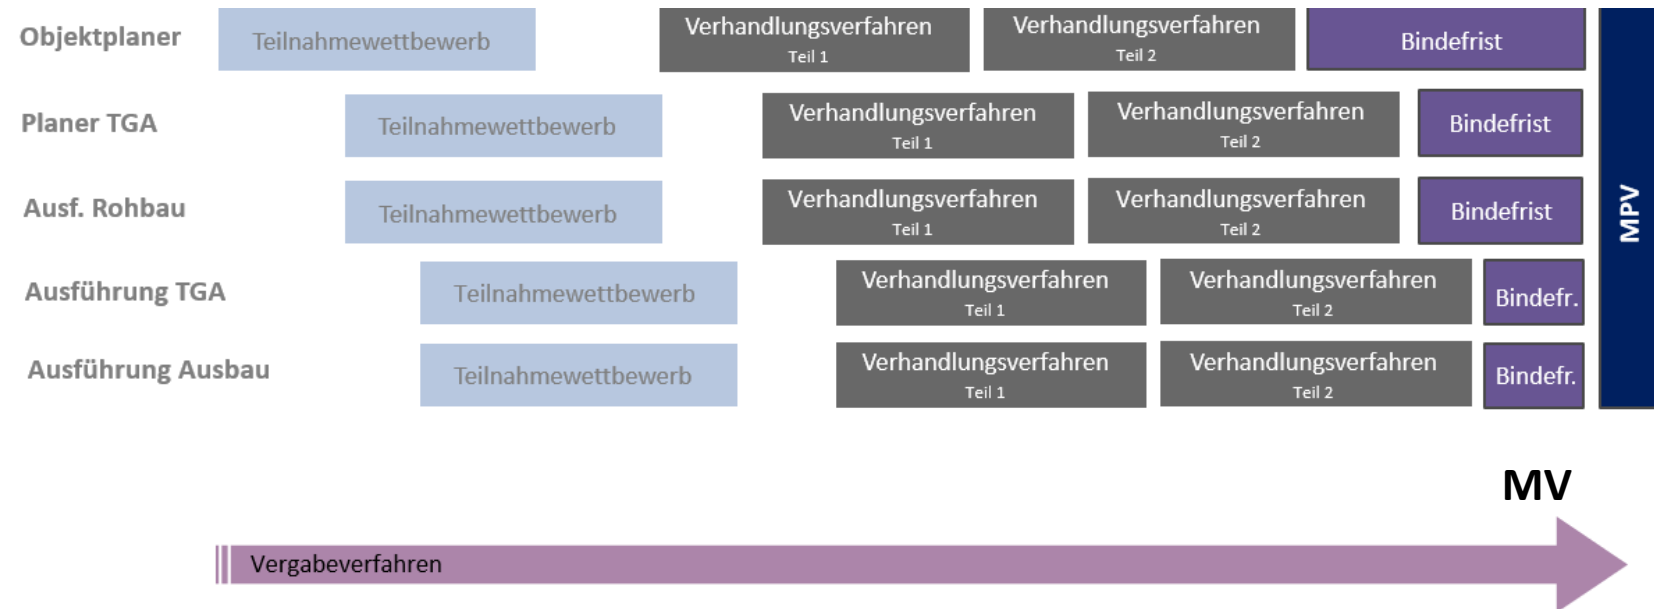 Objektplaner
Teilnahmewettbewerb
Verhandlungsverfahren
Teil 1
Verhandlungsverfahren
Teil 2
Bindefrist
Planer TGA
Teilnahmewettbewerb
Verhandlungsverfahren
Teil 1
Verhandlungsverfahren
Teil 2
Bindefrist
Ausf. Rohbau
Teilnahmewettbewerb
Verhandlungsverfahren
Teil 1
Verhandlungsverfahren
Teil 2
Bindefrist
Ausführung TGA
Teilnahmewettbewerb
Verhandlungsverfahren
Teil 1
Verhandlungsverfahren
Teil 2
Bindefr.
Ausführung Ausbau
Teilnahmewettbewerb
Verhandlungsverfahren
Teil 1
Verhandlungsverfahren
Teil 2
Bindefr.
MPV
MV
Vergabeverfahren